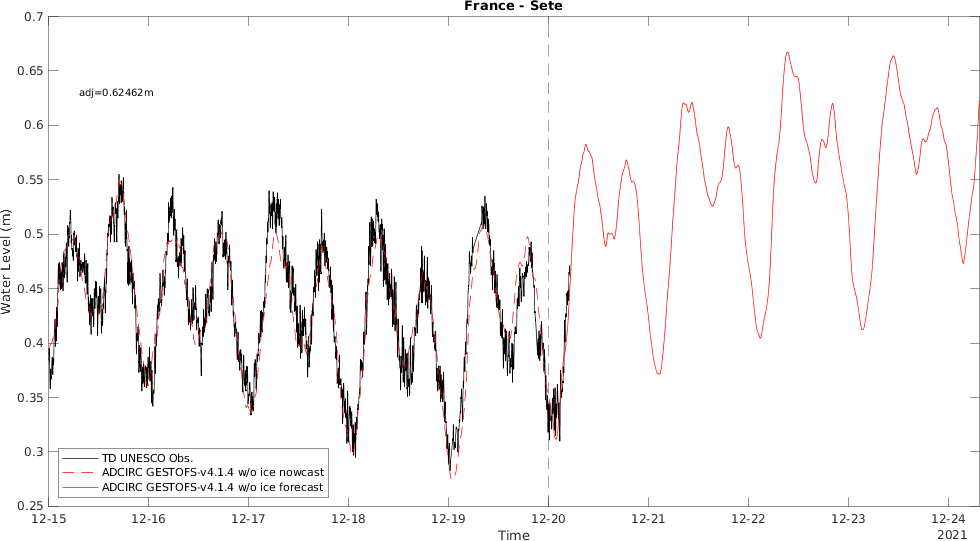 France - Sete
0.7
0.65
0.6
0.55
0.5
0.45
0.4
0.35
0.3
0.25
Water Level (m)
adj=0.62462m
TD UNESCO Obs.
ADCIRC GESTOFS-v4.1.4 w/o ice nowcast
ADCIRC GESTOFS-v4.1.4 w/o ice forecast
12-15 12-16 12-17 12-18 12-19 12-20 12-21 12-22 12-23 12-24
Time
2021